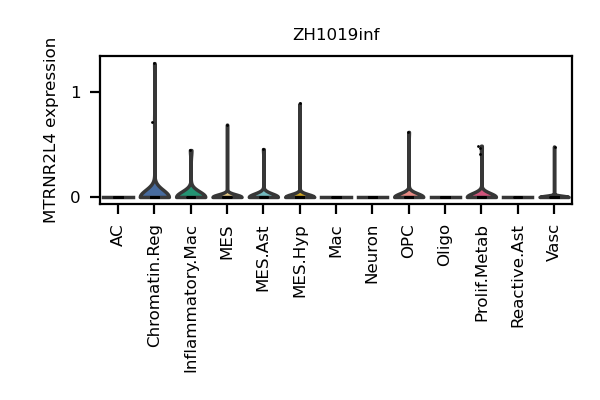 ZH1019inf
MTRNR2L4 expression
1
0
AC
Chromatin.Reg
Inflammatory.Mac
MES
MES.Ast
MES.Hyp
Mac
Neuron
OPC
Oligo
Prolif.Metab
Reactive.Ast
Vasc